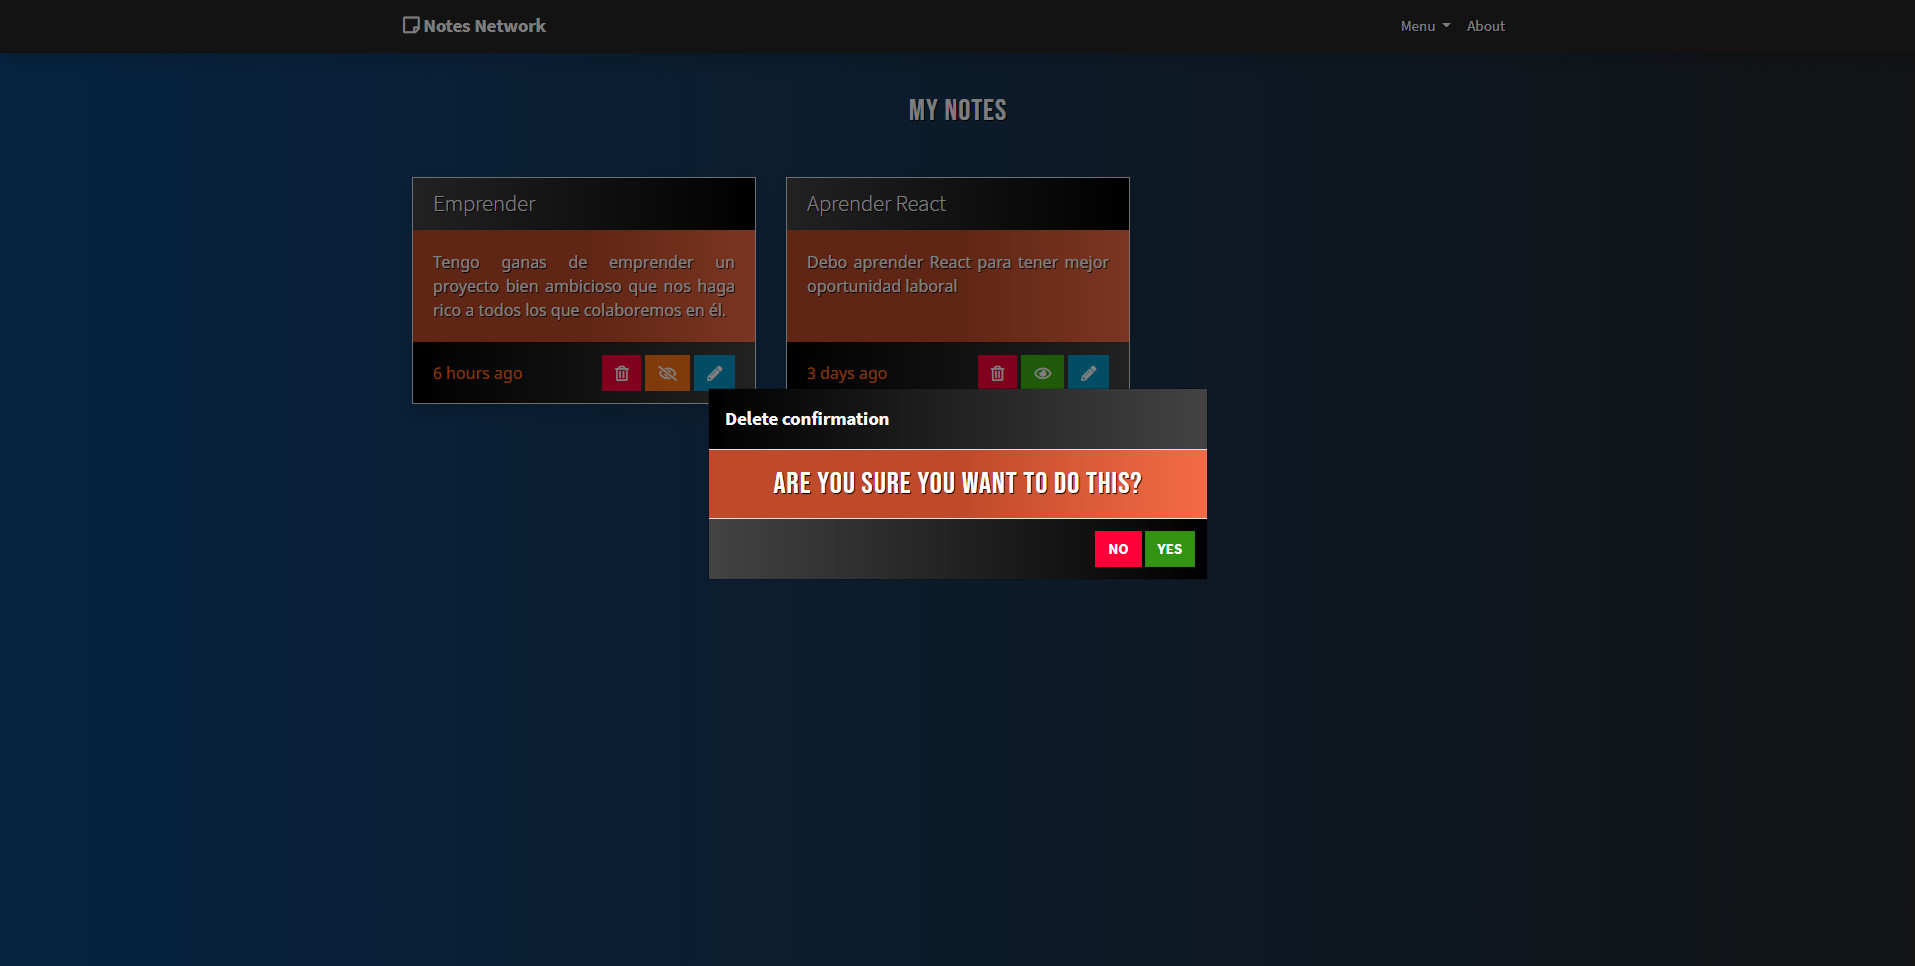 Notes Network
Menu About
MY NOTES
Emprender
Tengo ganas de emprender un
proyecto bien ambicioso que nos haga
rico a todos los que colaboremos en él.
6 hours ago
Aprender React
Debo aprender React para tener mejor
oportunidad laboral
3 days ago
Delete confirmation
ARE YOU SURE YOU WANT TO DO THIS?
NO YES